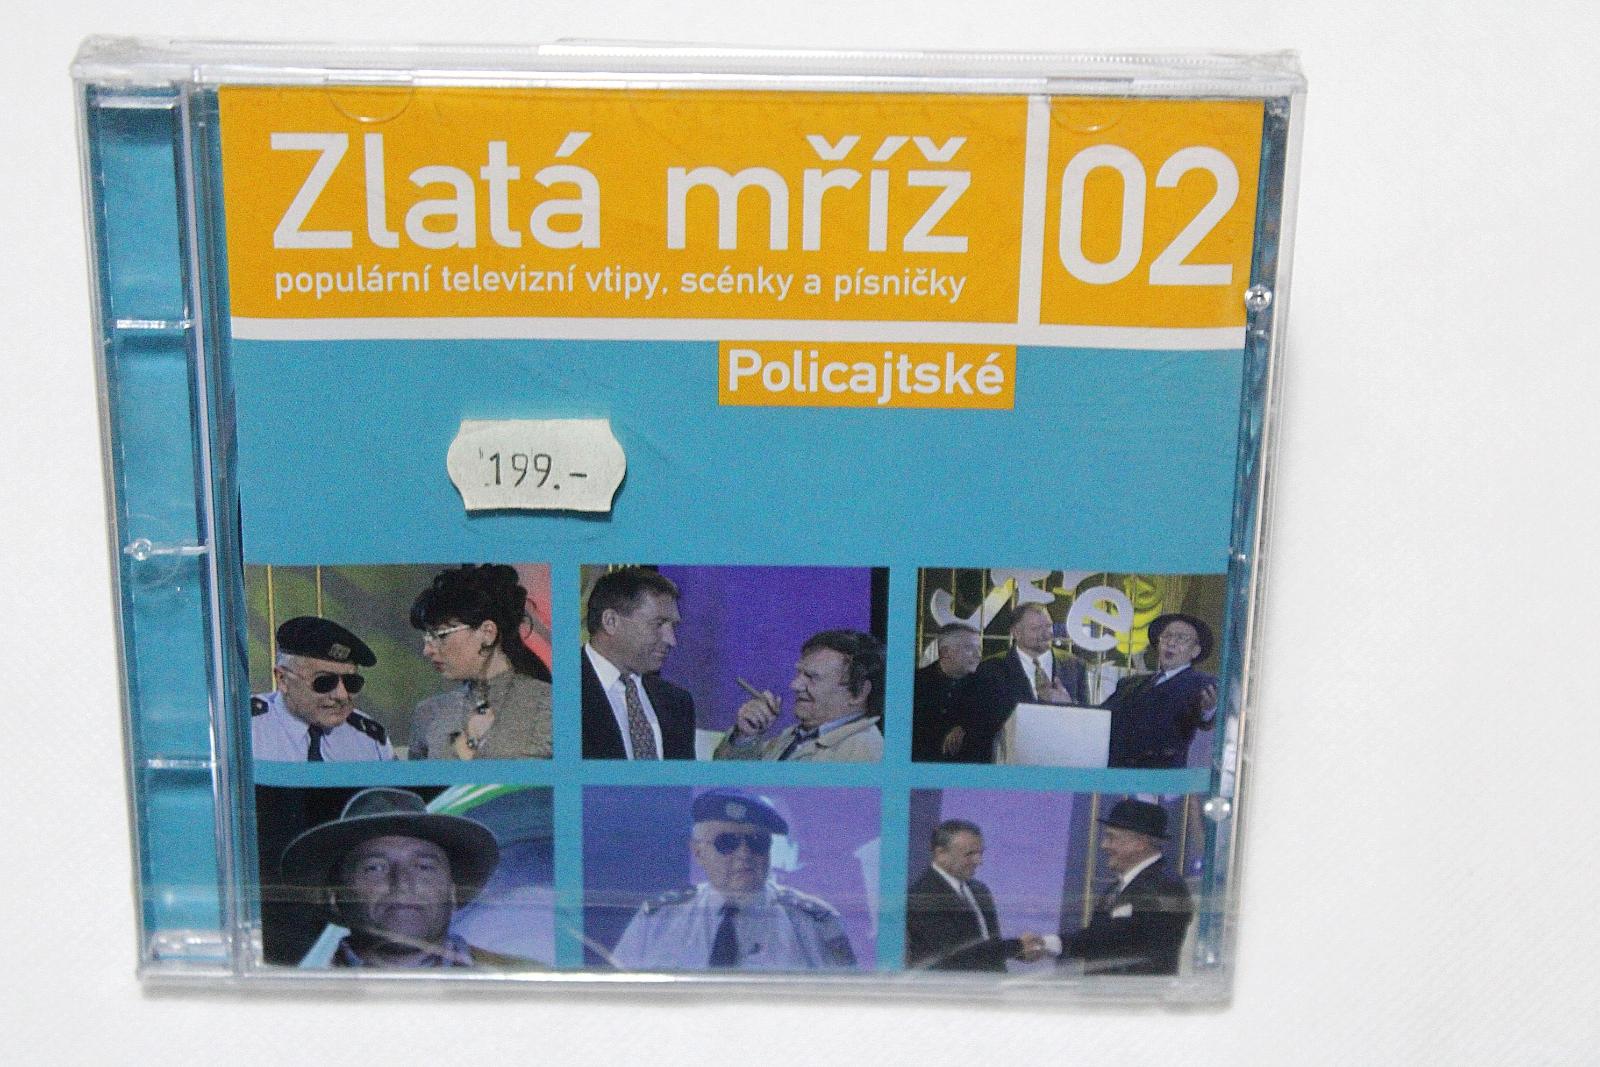 Zlatá mříž
02
populární televizní vtipy, scénky a písničky
Policajtské
199.-